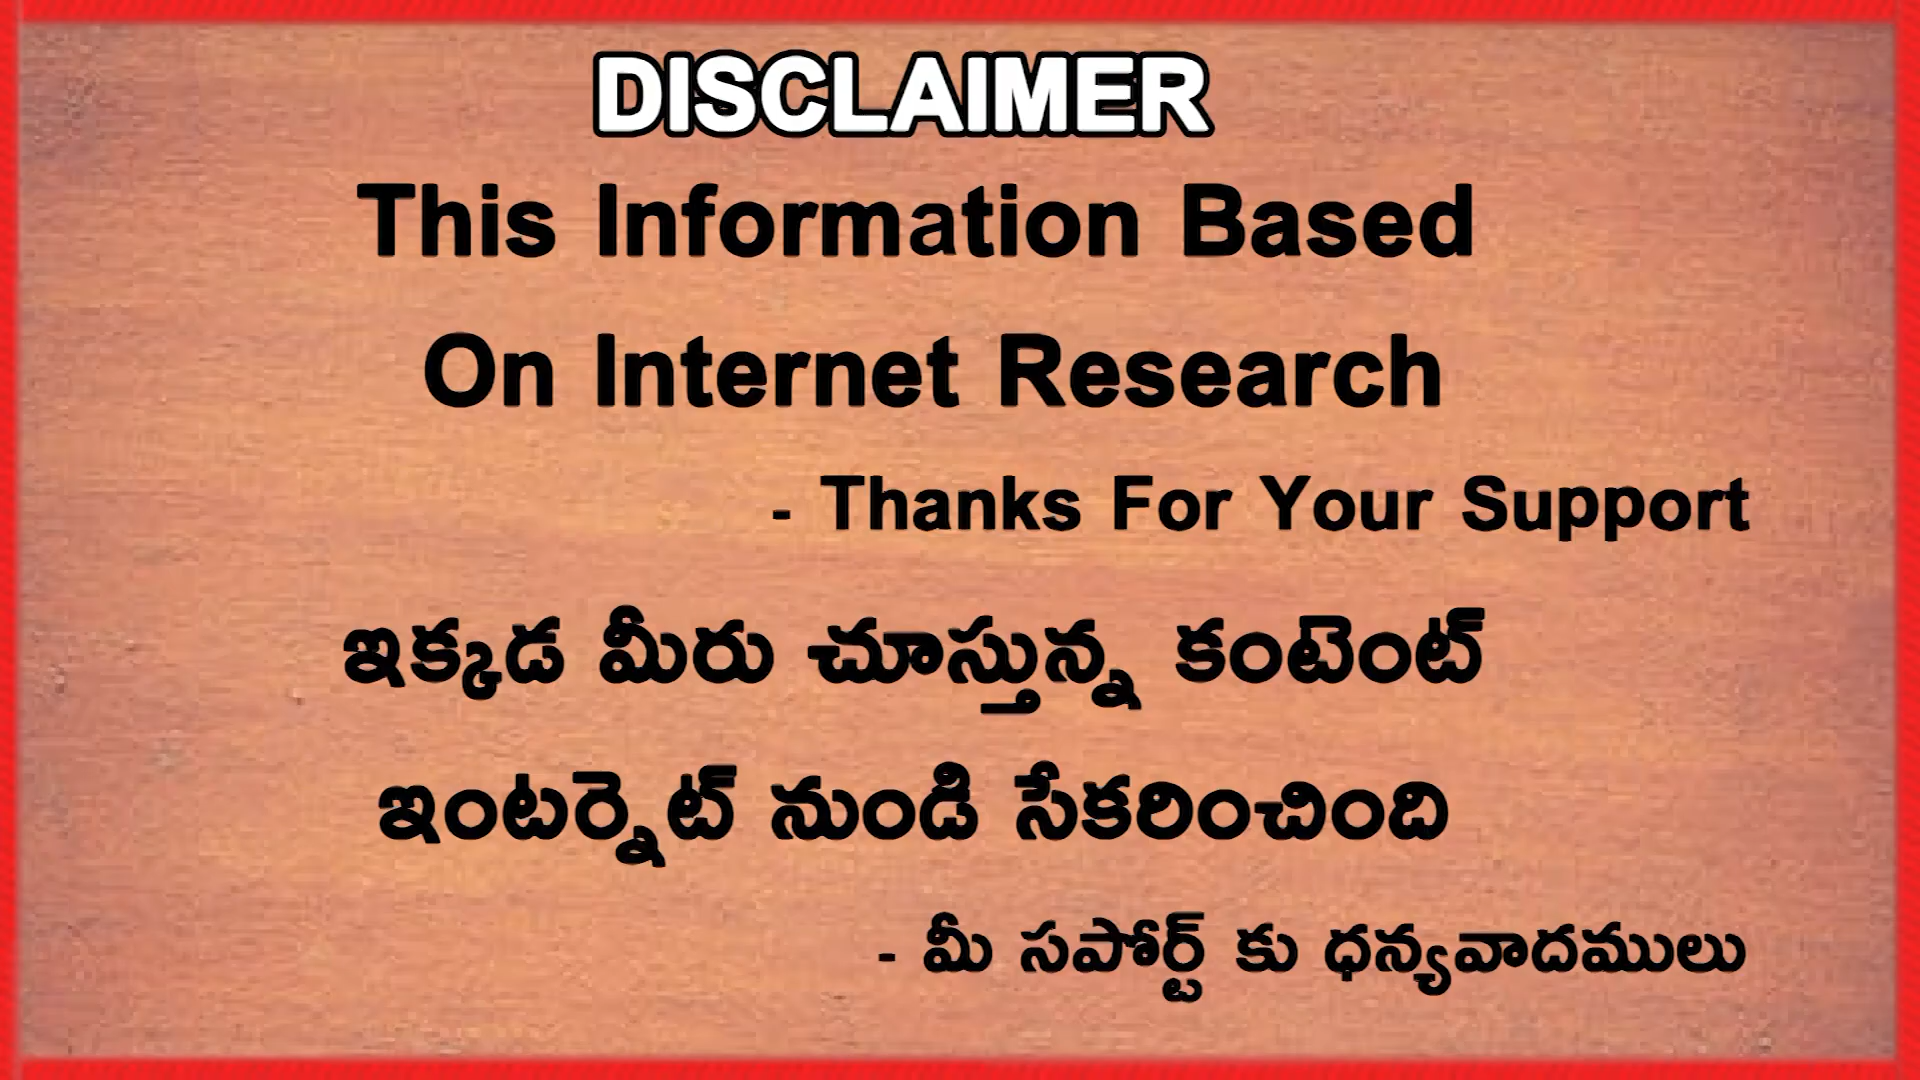 DISCLAIMER
This Information Based
On Internet Research
- Thanks For Your Support
ఇక్కడ మీరు చూస్తున్న కంటెంట్
ఇంటర్నెట్ నుండి సేకరించింది
- మీ సపోర్ట్ కు ధన్యవాదములు